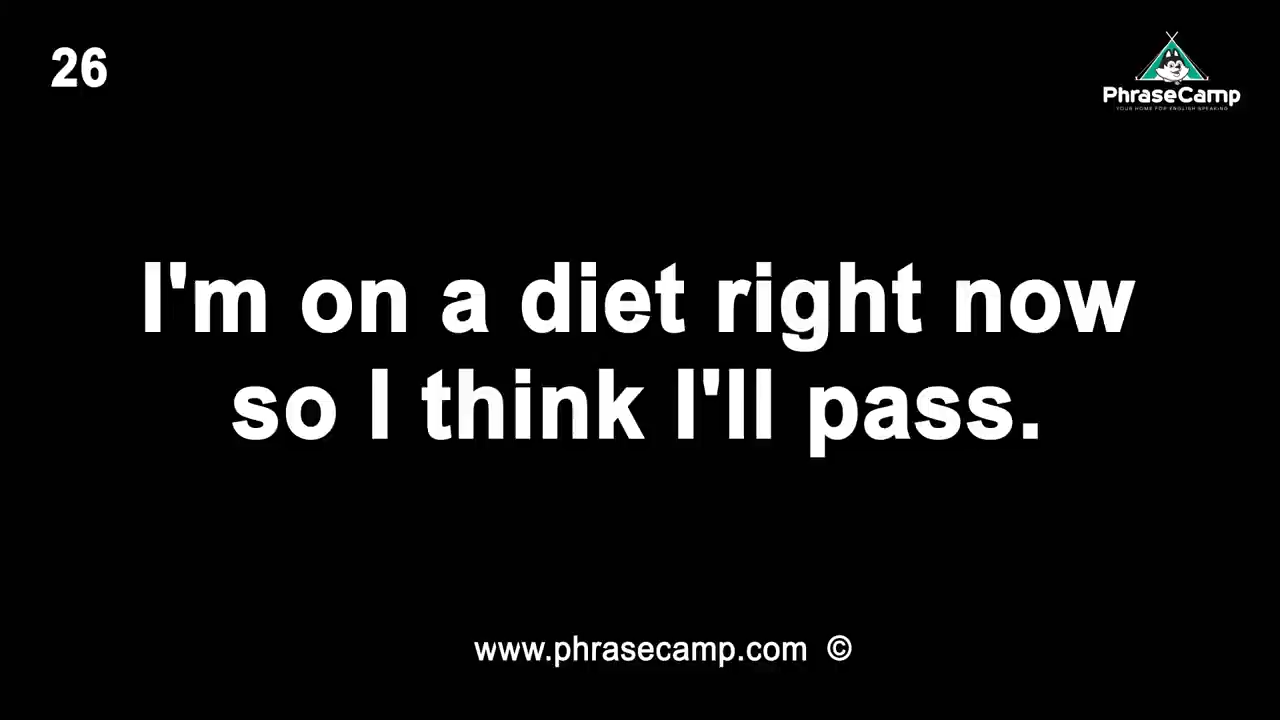 26
PhraseCamp
YOUR HOME FOR ENGLISH SPEAKING
I'm on a diet right now
so I think I'll pass.
www.phrasecamp.com ©